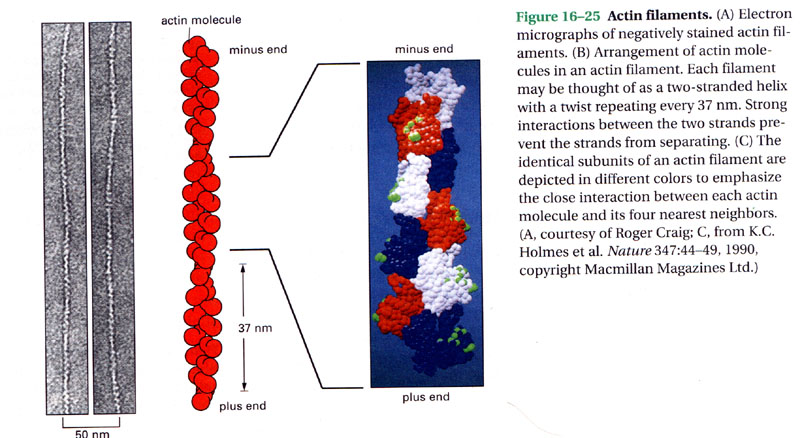 actin molecule
minus end
37 nm
plus end
50 nm
minus end
plus end
Figure 16–25 Actin filaments. (A) Electron
micrographs of negatively stained actin fil-
aments. (B) Arrangement of actin mole-
cules in an actin filament. Each filament
may be thought of as a two-stranded helix
with a twist repeating every 37 nm. Strong
interactions between the two strands pre-
vent the strands from separating. (C) The
identical subunits of an actin filament are
depicted in different colors to emphasize
the close interaction between each actin
molecule and its four nearest neighbors.
(A, courtesy of Roger Craig; C, from K.C.
Holmes et al. Nature 347:44–49, 1990,
copyright Macmillan Magazines Ltd.)